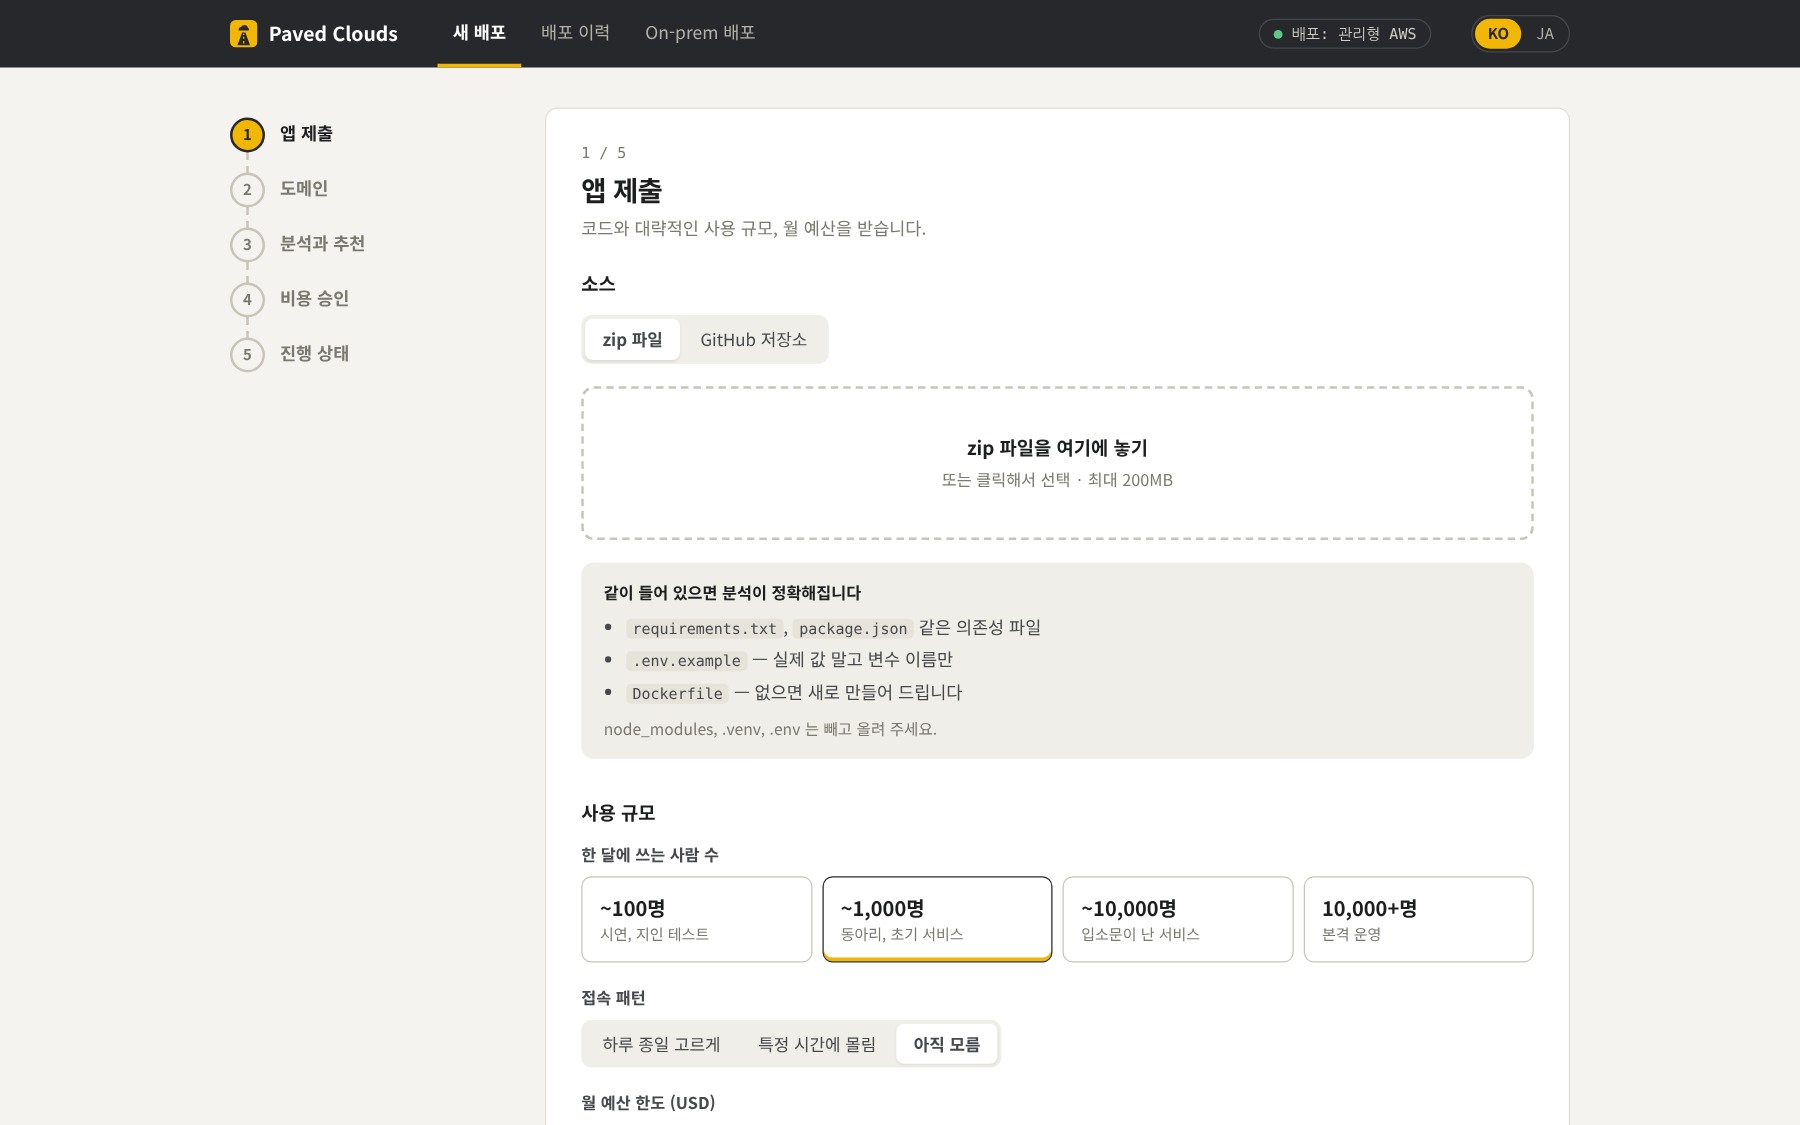 Paved Clouds
새 배포
배포 이력
On-prem 배포
배포: 관리형 AWS
KO
JA
1 앱 제출
2 도메인
3 분석과 추천
4 비용 승인
5 진행 상태
1 / 5
앱 제출
코드와 대략적인 사용 규모, 월 예산을 받습니다.
소스
zip 파일
GitHub 저장소
zip 파일을 여기에 놓기
또는 클릭해서 선택 · 최대 200MB
같이 들어 있으면 분석이 정확해집니다
• requirements.txt, package.json 같은 의존성 파일
• .env.example — 실제 값 말고 변수 이름만
• Dockerfile — 없으면 새로 만들어 드립니다
node_modules, .venv, .env 는 빼고 올려 주세요.
사용 규모
한 달에 쓰는 사람 수
~100명
시연, 지인 테스트
~1,000명
동아리, 초기 서비스
~10,000명
입소문이 난 서비스
10,000+명
본격 운영
접속 패턴
하루 종일 고르게
특정 시간에 몰림
아직 모름
월 예산 한도 (USD)